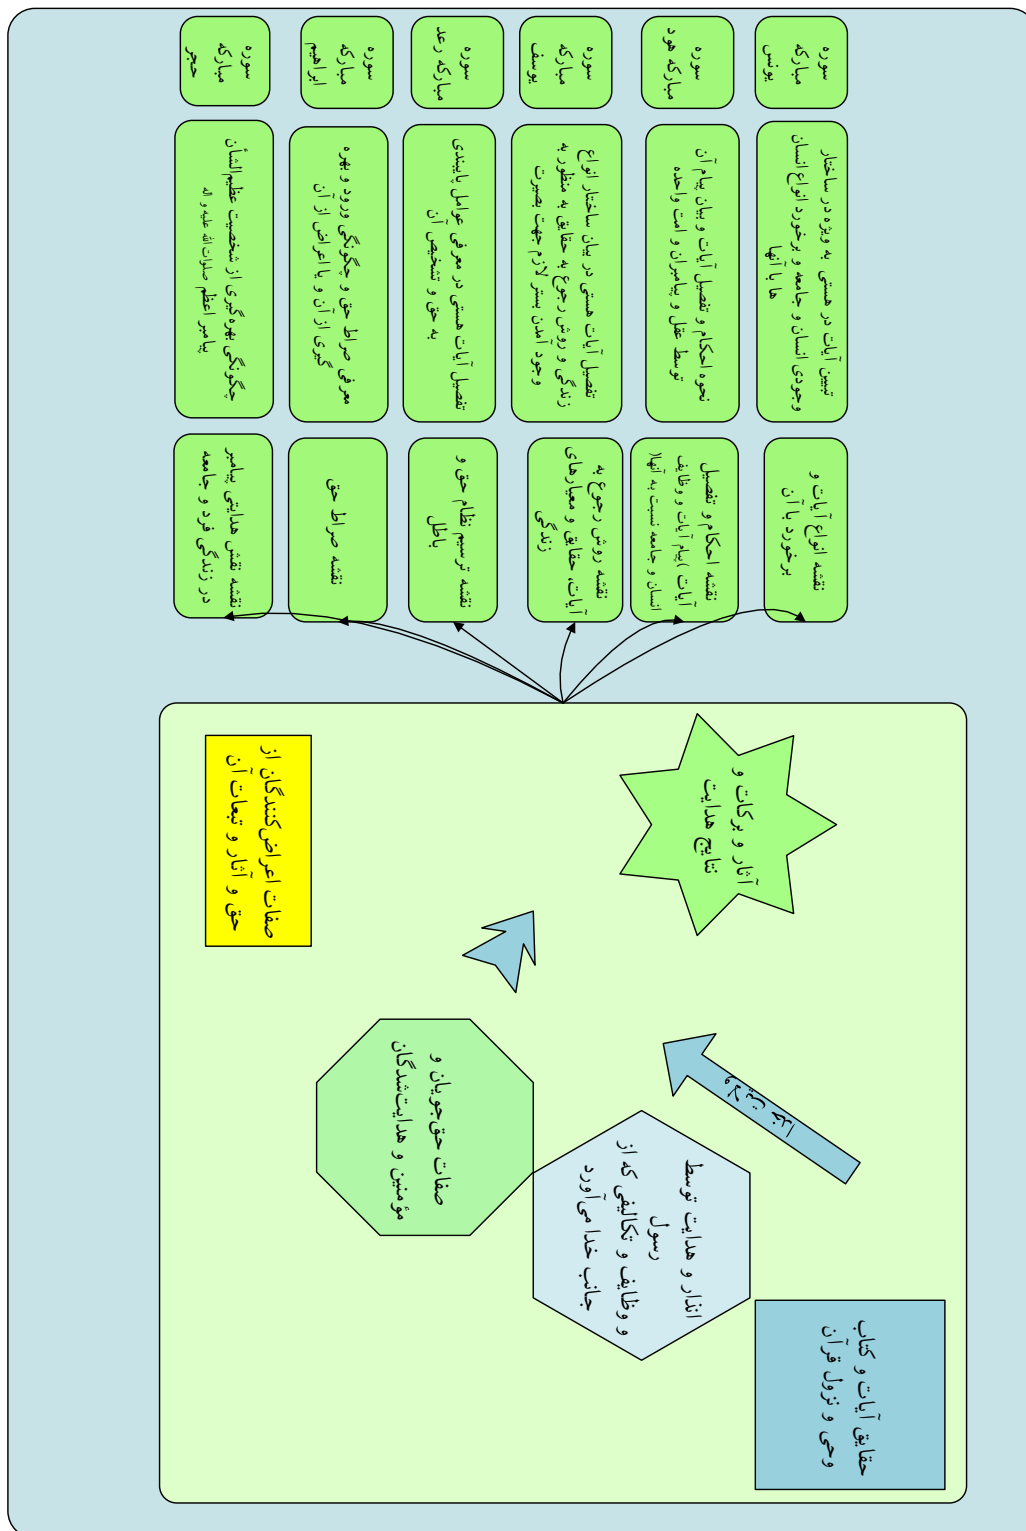 سوره
مبارکه
یونس
سوره
مبارکه هود
سوره
مبارکه
یوسف
سوره
مبارکه رعد
سوره
مبارکه
ابراهیم
سوره
مبارکه
حجر
تبیین آیات در هستی به ویژه در ساختار
وجودی انسان و جامعه و برخورد انواع انسان
ها با آنها
نحوه احکام و تفصیل آیات و بیان پیام آن
توسط عقل و پیامبران و امت واحده
تفصیل آیات هستی در بیان ساختار انواع
زندگی و روش رجوع به حقایق به منظور به
وجود آمدن بستر لازم جهت بصیرت
تفصیل آیات هستی در معرفی عوامل پایبندی
به حق و تشخیص آن
معرفی صراط حق و چگونگی ورود و بهره
گیری از آن و یا اعراض از آن
چگونگی بهره گیری از شخصیت عظیم‌الشأن
پیامبر اعظم صلوات الله علیه و اله
نقشه انواع آیات و
برخورد با آن
نقشه احکام و تفصیل
آیات )پیام آیات و وظایف
انسان و جامعه نسبت به آنها(
نقشه روش رجوع به
آیات، حقایق و معیارهای
زندگی
نقشه ترسیم نظام حق و
باطل
نقشه صراط حق
نقشه نقش هدایتی پیامبر
در زندگی فرد و جامعه
آثار و برکات و
نتایج هدایت
صفات اعراض‌کنندگان از
حق و آثار و تبعات آن
خدا
صفات حق‌جویان و
مؤمنین و هدایت‌شدگان
انذار و هدایت توسط
رسول
و وظایف و تکالیفی که از
جانب خدا می‌آورد
حقایق آیات و کتاب
وحی و نزول قرآن